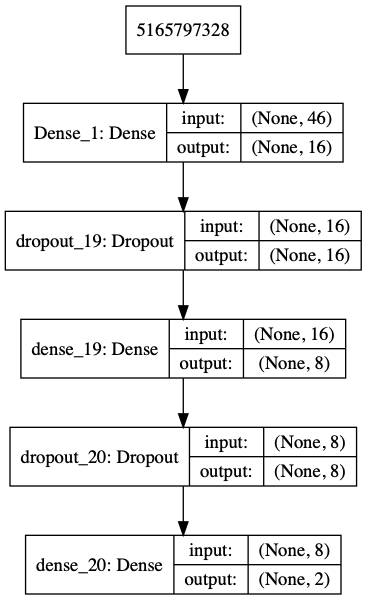 5165797328
Dense_1: Dense
input: (None, 46)
output: (None, 16)
dropout_19: Dropout
input: (None, 16)
output: (None, 16)
dense_19: Dense
input: (None, 16)
output: (None, 8)
dropout_20: Dropout
input: (None, 8)
output: (None, 8)
dense_20: Dense
input: (None, 8)
output: (None, 2)